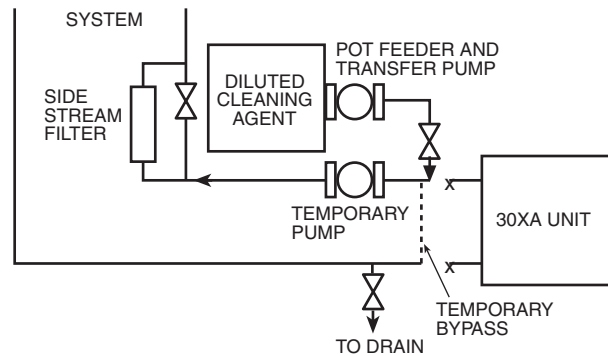 SYSTEM
POT FEEDER AND
TRANSFER PUMP
DILUTED
CLEANING
AGENT
SIDE
STREAM
FILTER
TEMPORARY
PUMP
x
x
30XA UNIT
TEMPORARY
BYPASS
TO DRAIN